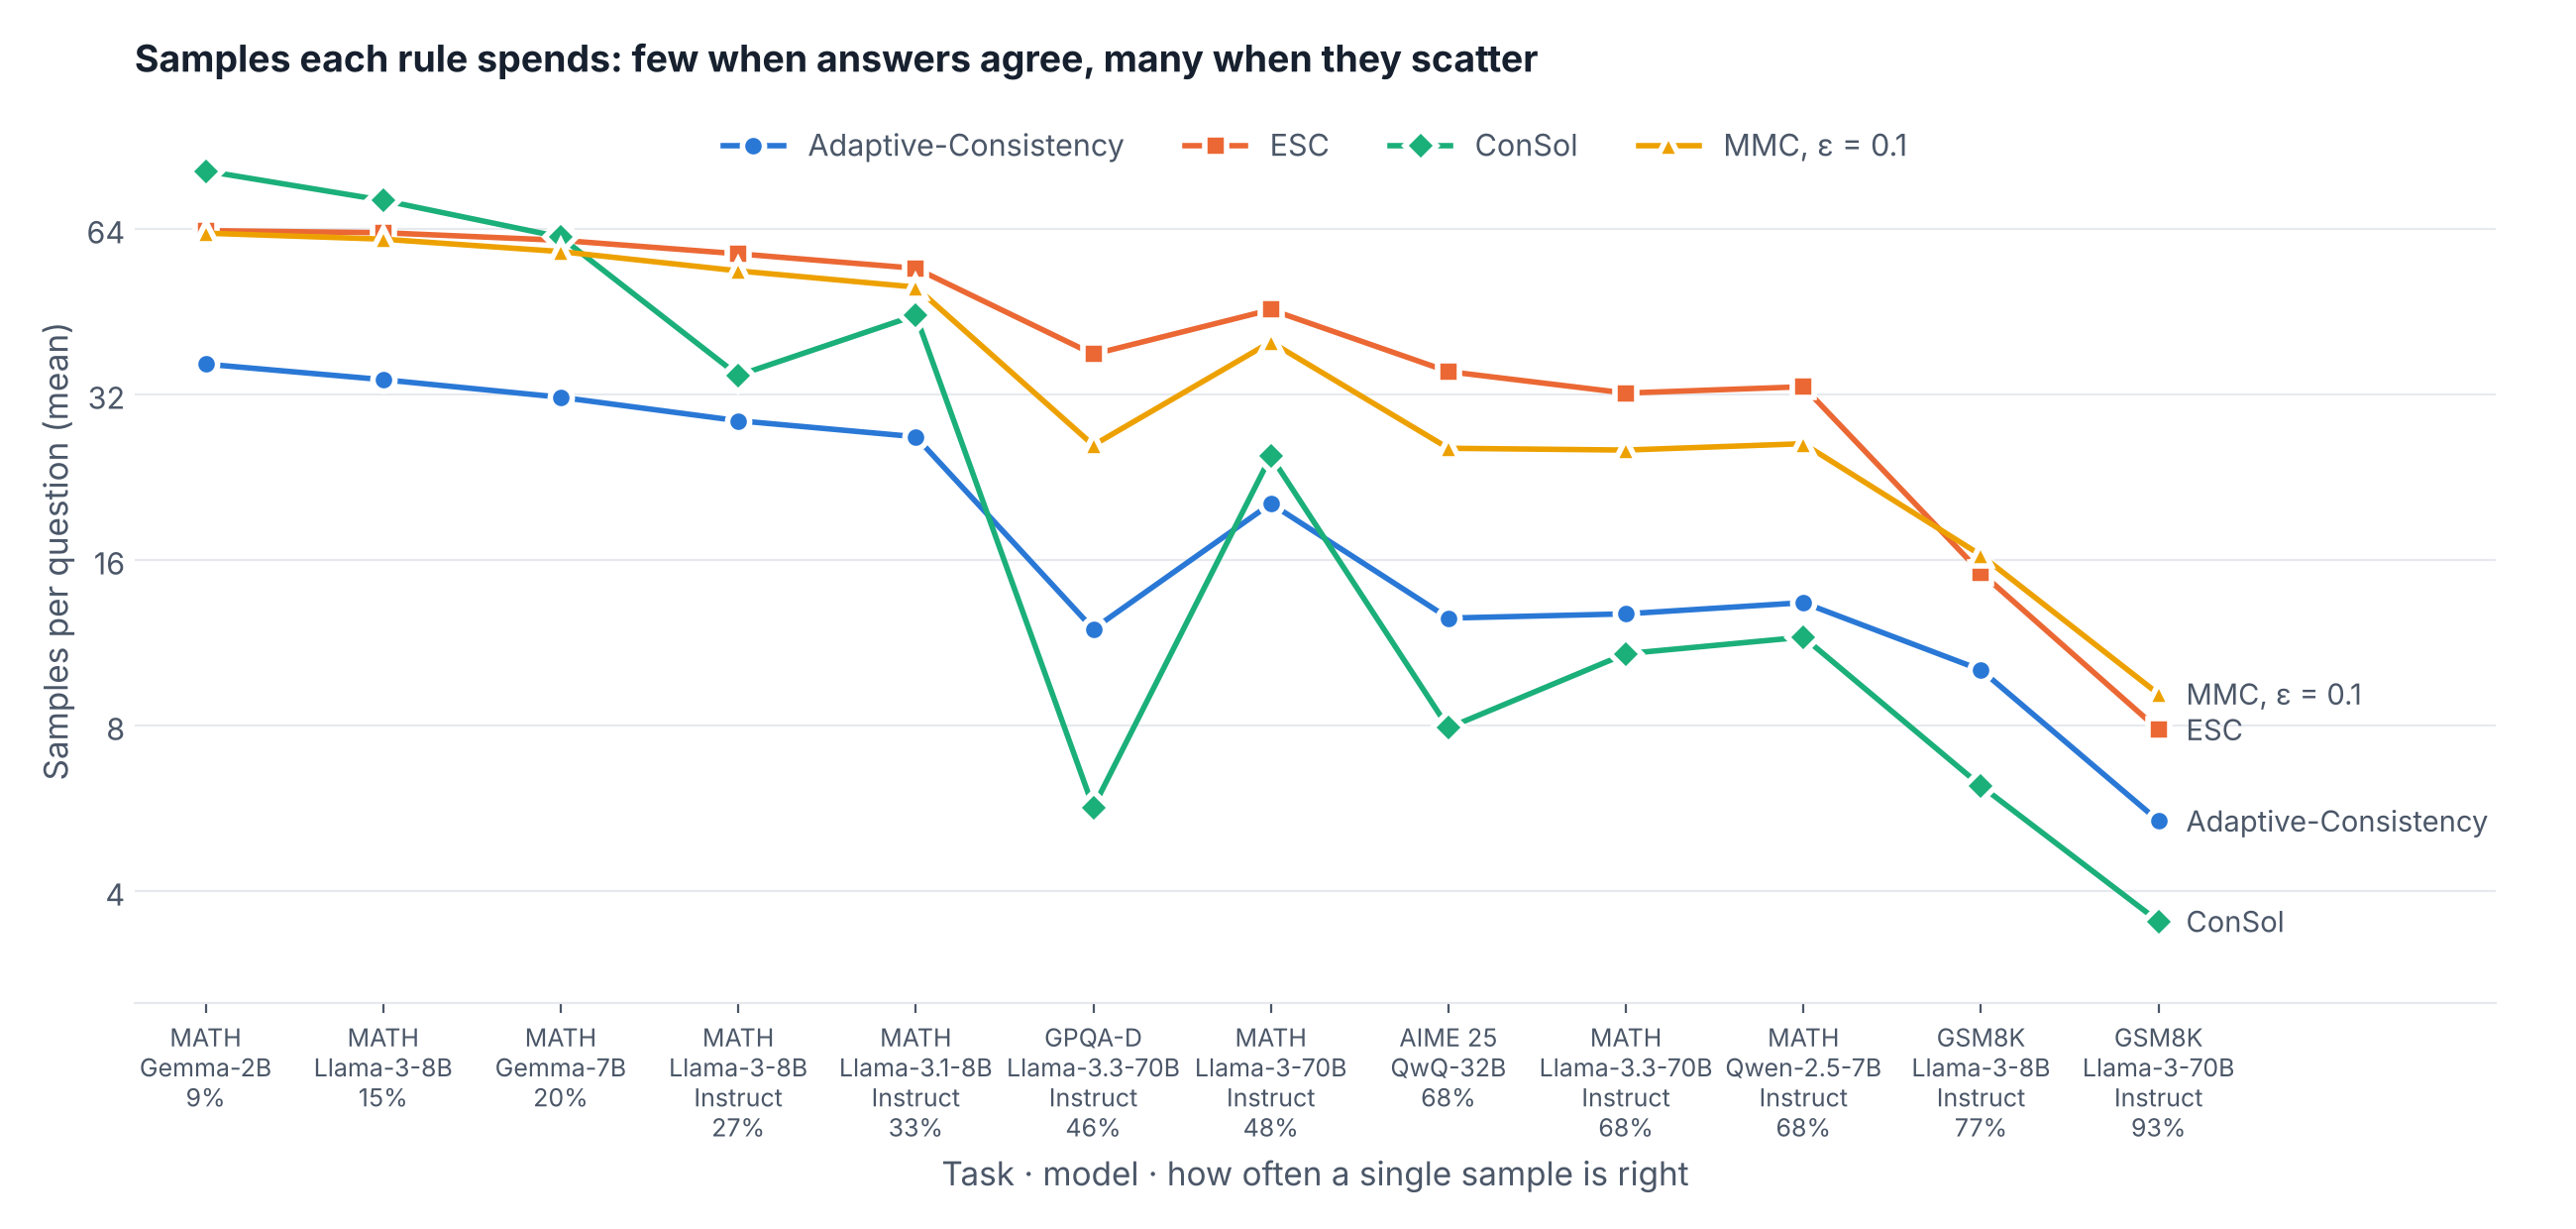 Samples each rule spends: few when answers agree, many when they scatter
Adaptive-Consistency
ESC
ConSol
MMC, ε = 0.1
Samples per question (mean)
64
32
16
8
4
MMC, ε = 0.1
ESC
Adaptive-Consistency
ConSol
MATH
Gemma-2B
9%
MATH
Llama-3-8B
15%
MATH
Gemma-7B
20%
MATH
Llama-3-8B
Instruct
27%
MATH
Llama-3.1-8B
Instruct
33%
GPQA-D
Llama-3.3-70B
Instruct
46%
MATH
Llama-3-70B
Instruct
48%
AIME 25
QwQ-32B
68%
MATH
Llama-3.3-70B
Instruct
68%
MATH
Qwen-2.5-7B
Instruct
68%
GSM8K
Llama-3-8B
Instruct
77%
GSM8K
Llama-3-70B
Instruct
93%
Task · model · how often a single sample is right